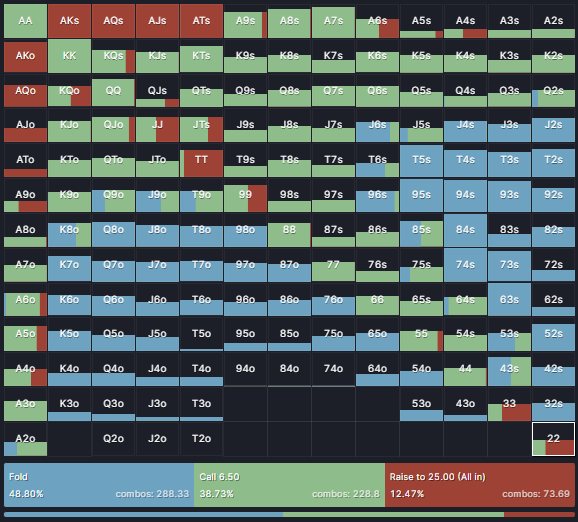 AA AKs AQs AJs ATs A9s A8s A7s A6s A5s A4s A3s A2s
AKo KK KQs KJs KTs K9s K8s K7s K6s K5s K4s K3s K2s
AQo KQo QQ QJs QTs Q9s Q8s Q7s Q6s Q5s Q4s Q3s Q2s
AJo KJo QJo JJ JTs J9s J8s J7s J6s J5s J4s J3s J2s
ATo KTo QTo JTo TT T9s T8s T7s T6s T5s T4s T3s T2s
A9o K9o Q9o J9o T9o 99 98s 97s 96s 95s 94s 93s 92s
A8o K8o Q8o J8o T8o 98o 88 87s 86s 85s 84s 83s 82s
A7o K7o Q7o J7o T7o 97o 87o 77 76s 75s 74s 73s 72s
A6o K6o Q6o J6o T6o 96o 86o 76o 66 65s 64s 63s 62s
A5o K5o Q5o J5o T5o 95o 85o 75o 65o 55 54s 53s 52s
A4o K4o Q4o J4o T4o 94o 84o 74o 64o 54o 44 43s 42s
A3o K3o Q3o J3o T3o 53o 43o 33 32s
A2o Q2o J2o T2o 22
Fold Call 6.50 Raise to 25.00 (All in)
48.80% combos: 288.33 38.73% combos: 228.8 12.47% combos: 73.69